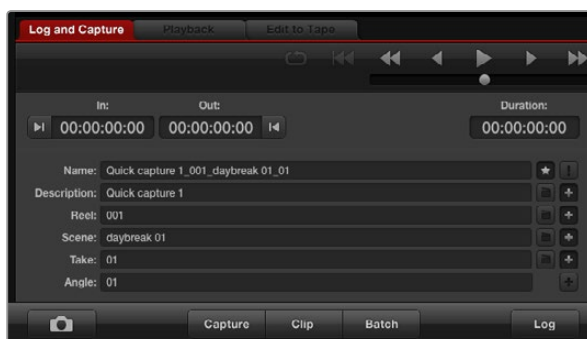 Log and Capture Playback Edit to Tape
In: Out: Duration:
00:00:00:00 00:00:00:00 00:00:00:00
Name: Quick capture 1_001_daybreak 01_01
Description: Quick capture 1
Reel: 001
Scene: daybreak 01
Take: 01
Angle: 01
Capture Clip Batch Log